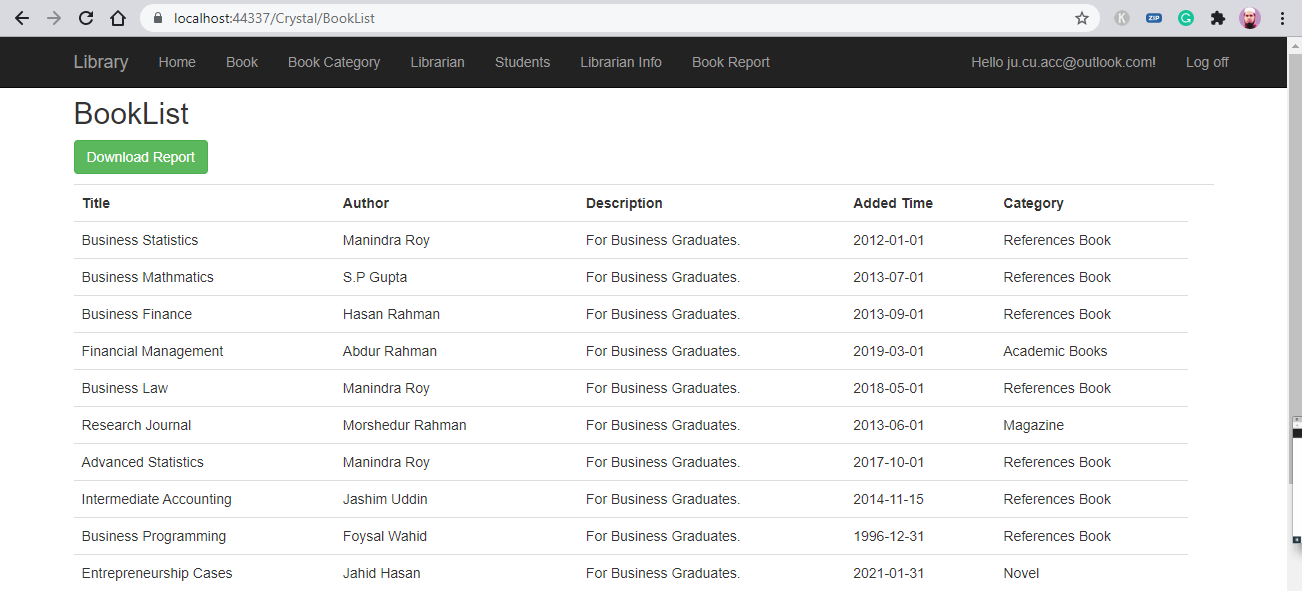 localhost:44337/Crystal/BookList
K ZIP G
Library Home Book Book Category Librarian Students Librarian Info Book Report Hello ju.cu.acc@outlook.com! Log off
BookList
Download Report
Title Author Description Added Time Category
Business Statistics Manindra Roy For Business Graduates. 2012-01-01 References Book
Business Mathmatics S.P Gupta For Business Graduates. 2013-07-01 References Book
Business Finance Hasan Rahman For Business Graduates. 2013-09-01 References Book
Financial Management Abdur Rahman For Business Graduates. 2019-03-01 Academic Books
Business Law Manindra Roy For Business Graduates. 2018-05-01 References Book
Research Journal Morshedur Rahman For Business Graduates. 2013-06-01 Magazine
Advanced Statistics Manindra Roy For Business Graduates. 2017-10-01 References Book
Intermediate Accounting Jashim Uddin For Business Graduates. 2014-11-15 References Book
Business Programming Foysal Wahid For Business Graduates. 1996-12-31 References Book
Entrepreneurship Cases Jahid Hasan For Business Graduates. 2021-01-31 Novel